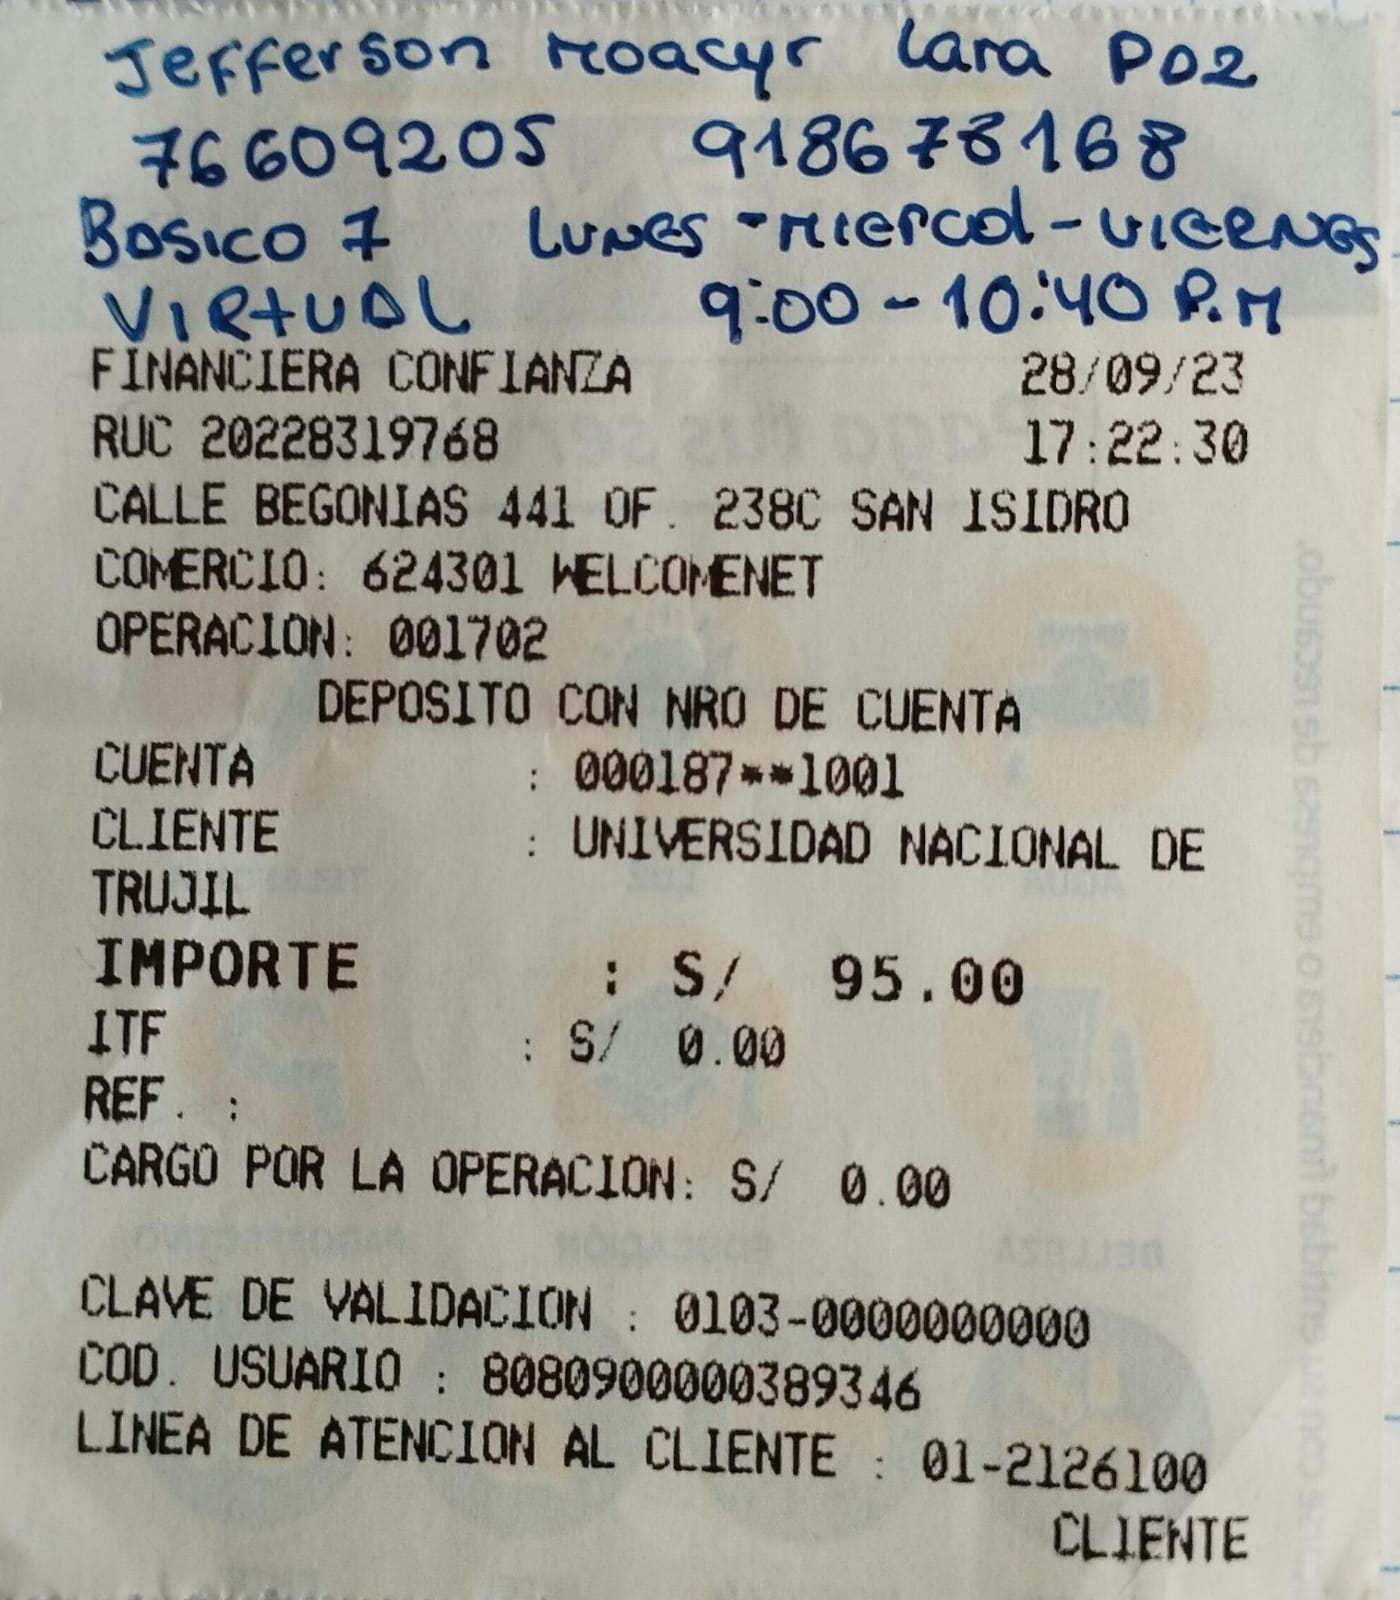 Jefferson Moacyr Lara PD2
76609205 918678168
Basico 7 LUNES - MIERCOL - VIERNES
VIRTUAL 9:00 - 10:40 P.M
FINANCIERA CONFIANZA 28/09/23
RUC 20228319768 17:22:30
CALLE BEGONIAS 441 OF. 238C SAN ISIDRO
COMERCIO: 624301 WELCOMENET
OPERACION: 001702
DEPOSITO CON NRO DE CUENTA
CUENTA : 000187**1001
CLIENTE : UNIVERSIDAD NACIONAL DE
TRUJIL
IMPORTE : S/ 95.00
ITF : S/ 0.00
REF. :
CARGO POR LA OPERACION: S/ 0.00
CLAVE DE VALIDACION : 0103-0000000000
COD. USUARIO : 8080900000389346
LINEA DE ATENCION AL CLIENTE : 01-2126100
CLIENTE